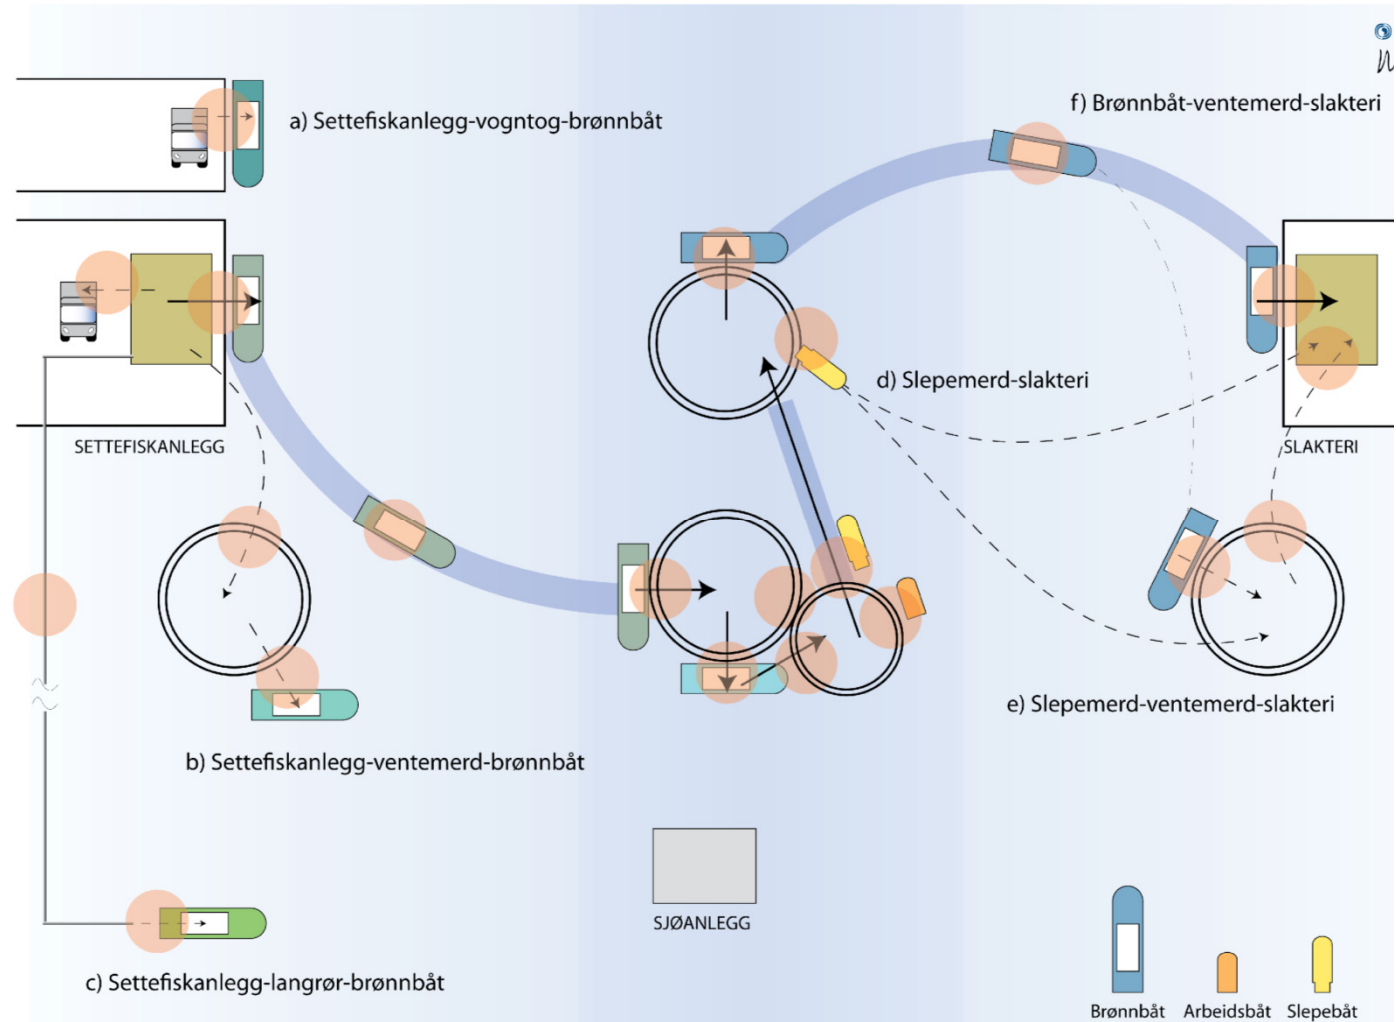 a) Settefiskanlegg-vogntog-brønnbåt
f) Brønnbåt-ventemerd-slakteri
d) Slepemerd-slakteri
SETTEFISKANLEGG
SLAKTERI
e) Slepemerd-ventemerd-slakteri
b) Settefiskanlegg-ventemerd-brønnbåt
SJØANLEGG
c) Settefiskanlegg-langrør-brønnbåt
Brønnbåt
Arbeidsbåt
Slepebåt